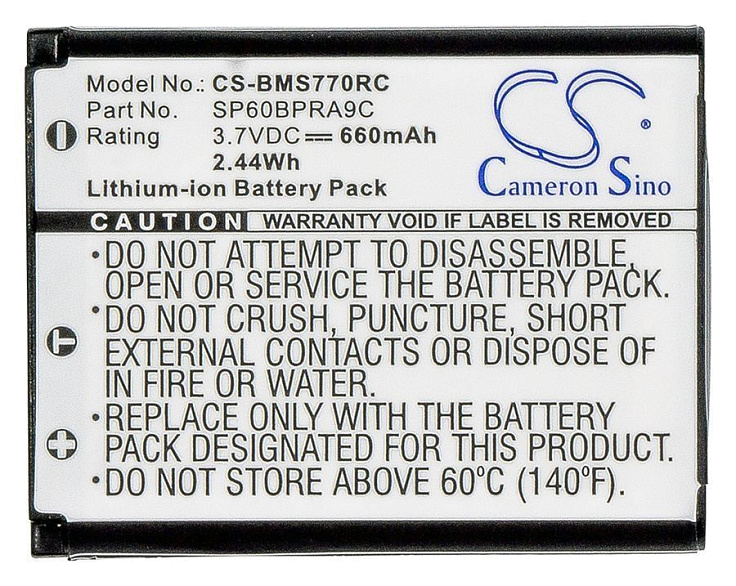 Model No.: CS-BMS770RC
Part No. SP60BPRA9C
Rating 3.7VDC 660mAh
2.44Wh
Lithium-ion Battery Pack
CS
®
Cameron Sino
CAUTION WARRANTY VOID IF LABEL IS REMOVED
•DO NOT ATTEMPT TO DISASSEMBLE,
OPEN OR SERVICE THE BATTERY PACK.
•DO NOT CRUSH, PUNCTURE, SHORT
EXTERNAL CONTACTS OR DISPOSE OF
IN FIRE OR WATER.
•REPLACE ONLY WITH THE BATTERY
PACK DESIGNATED FOR THIS PRODUCT.
•DO NOT STORE ABOVE 60ºC (140ºF).
-
T
+